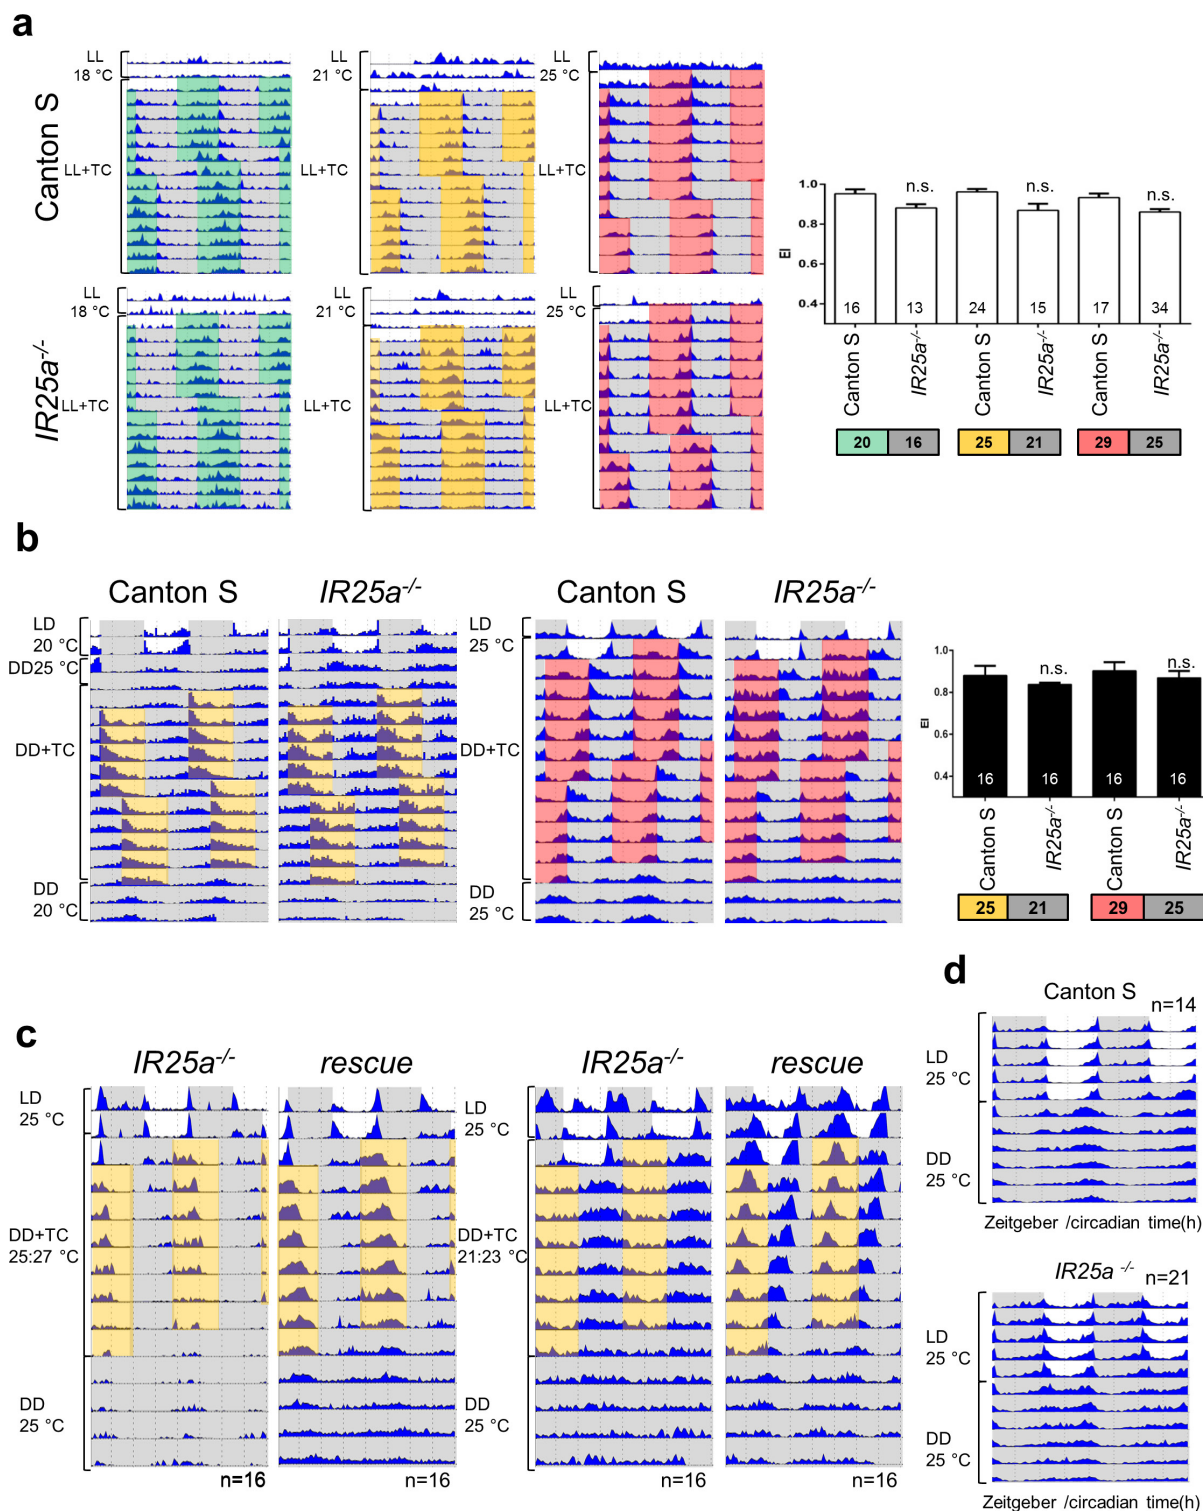 a
Canton S
LL
18 °C
LL+TC
LL
21 °C
LL+TC
LL
25 °C
LL+TC
IR25a-/-
LL
18 °C
LL+TC
LL
21 °C
LL+TC
LL
25 °C
LL+TC
EI
1.0
0.8
0.6
0.4
n.s.
n.s.
n.s.
16
13
24
15
17
34
Canton S
IR25a-/-
Canton S
IR25a-/-
Canton S
IR25a-/-
20 16
25 21
29 25
b
Canton S
IR25a-/-
LD
20 °C
DD25 °C
DD+TC
DD
20 °C
Canton S
IR25a-/-
LD
25 °C
DD+TC
DD
25 °C
EI
1.0
0.8
0.6
0.4
n.s.
n.s.
16
16
16
16
Canton S
IR25a-/-
Canton S
IR25a-/-
25 21
29 25
c
IR25a-/-
rescue
LD
25 °C
DD+TC
25:27 °C
DD
25 °C
n=16
n=16
IR25a-/-
rescue
LD
25 °C
DD+TC
21:23 °C
DD
25 °C
n=16
n=16
d
Canton S
n=14
LD
25 °C
DD
25 °C
Zeitgeber /circadian time(h)
IR25a -/-
n=21
LD
25 °C
DD
25 °C
Zeitgeber /circadian time(h)